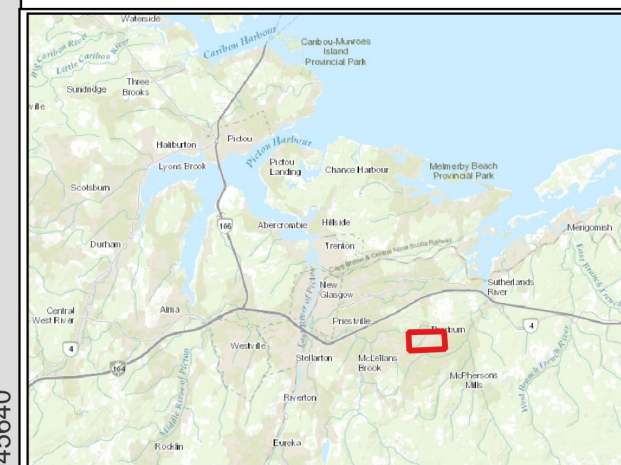 Waterside
Caribou Harbour
Caribou-Munroes
Island
Provincial Park
Big Caribou River
Little Caribou River
Three
Brooks
Sundridge
ville
Haliburton
Pictou
Pictou Harbour
Lyons Brook
Pictou
Landing
Chance Harbour
Melmerby Beach
Provincial Park
Scotsburn
106
Abercrombie
Hillside
Merigomish
Durham
Trenton
Cape Breton & Central Nova Scotia Railway
East Branch French River
New
Glasgow
Sutherlands
River
East River of Pictou
Central
West River
Alma
Priestville
Thorburn
4
4
Westville
Stellarton
McLellans
Brook
104
McPhersons
Mills
West Branch French River
Middle River of Pictou
Riverton
45640
Rocklin
Eureka